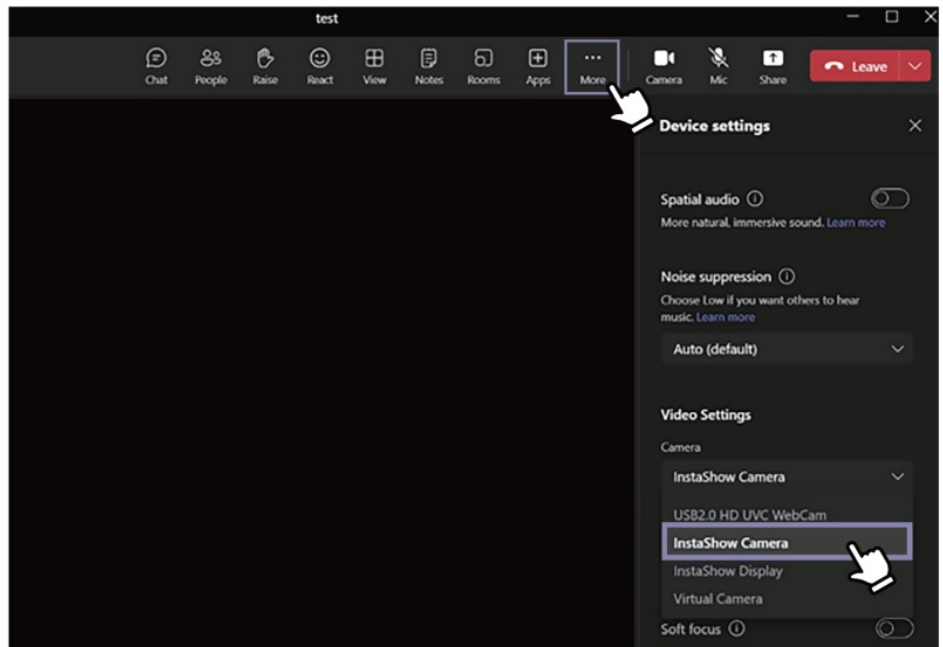 test
Chat People Raise React View Notes Rooms Apps More Camera Mic Share Leave
Device settings
Spatial audio
More natural, immersive sound. Learn more
Noise suppression
Choose Low if you want others to hear
music. Learn more
Auto (default)
Video Settings
Camera
InstaShow Camera
USB2.0 HD UVC WebCam
InstaShow Camera
InstaShow Display
Virtual Camera
Soft focus